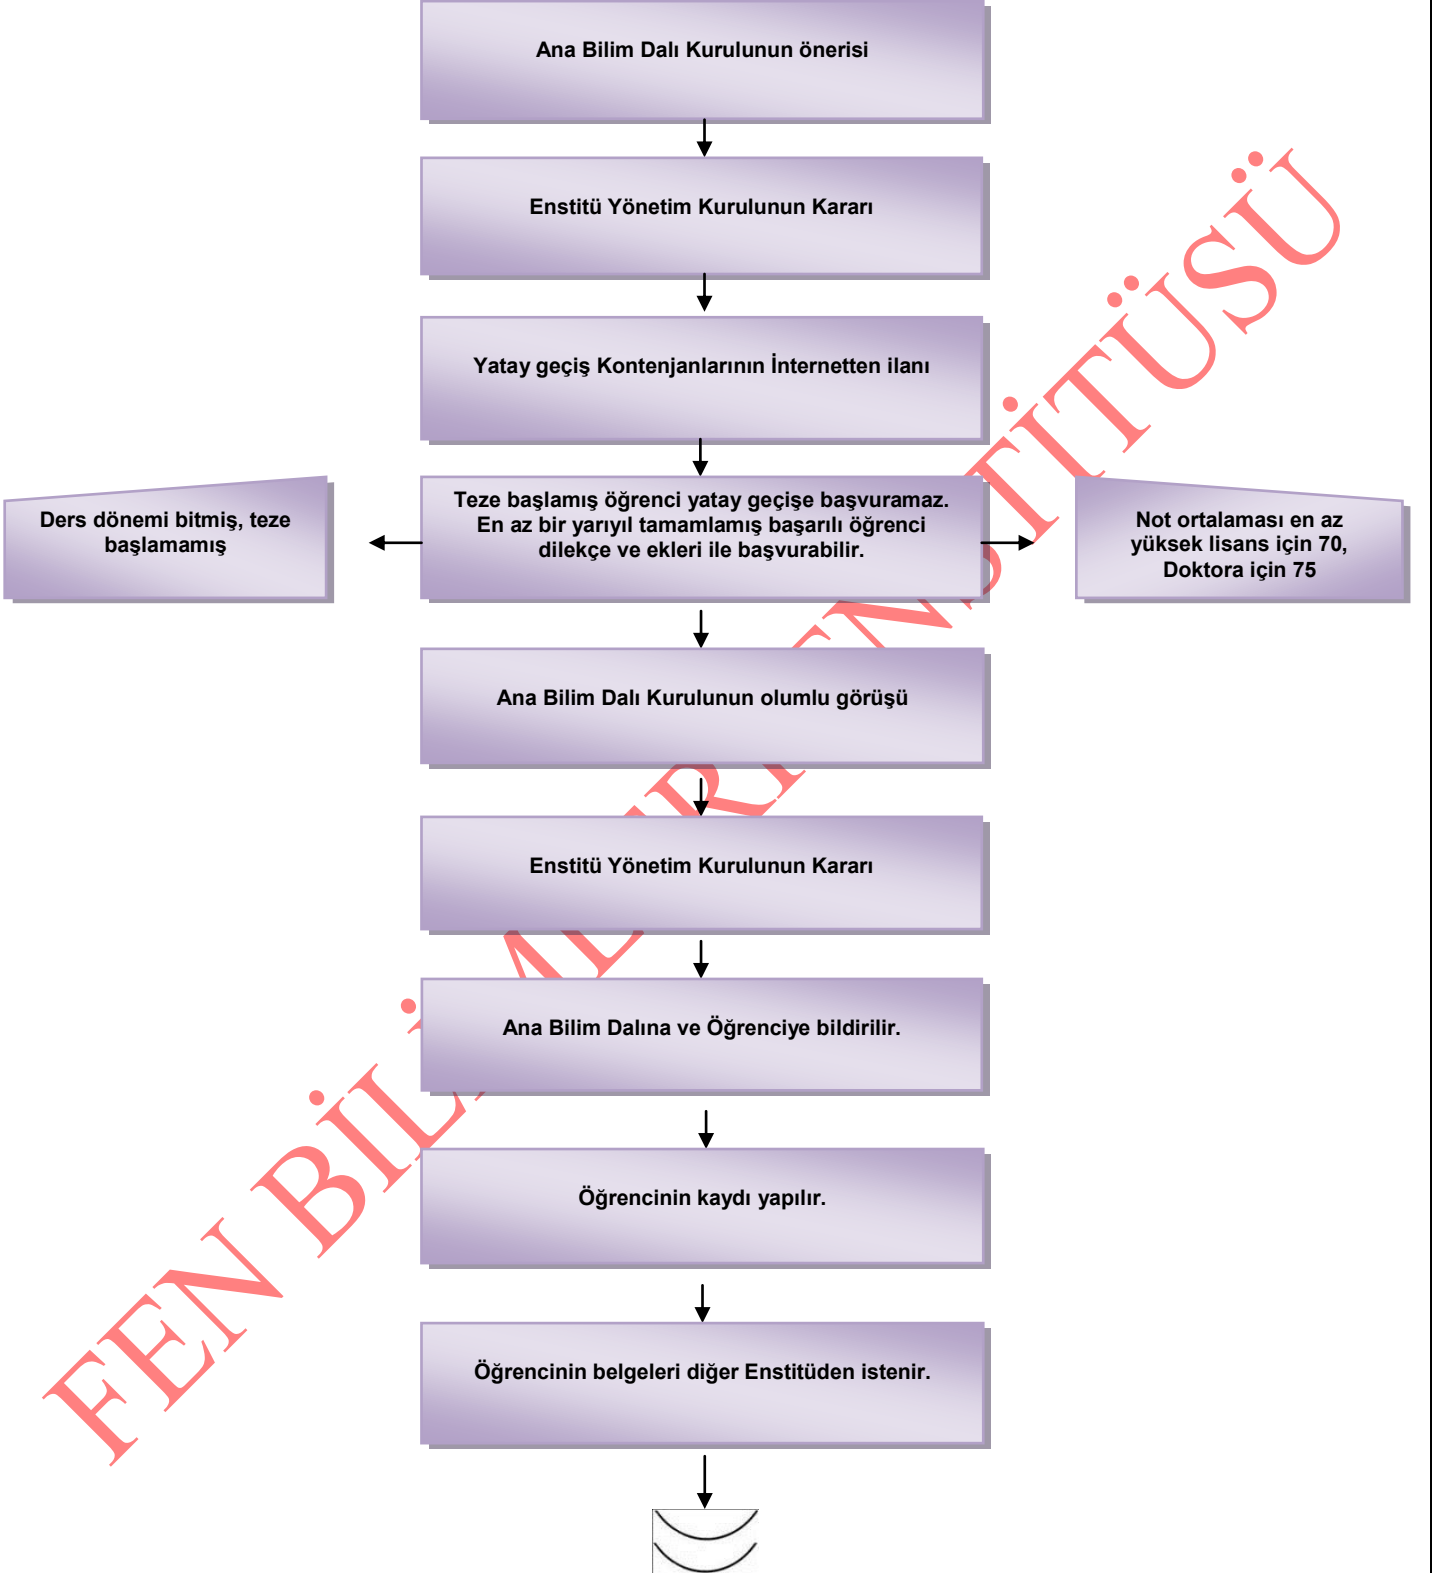 Ana Bilim Dalı Kurulunun önerisi
Enstitü Yönetim Kurulunun Kararı
Yatay geçiş Kontenjanlarının İnternetten ilanı
Ders dönemi bitmiş, teze
başlamamış
Teze başlamış öğrenci yatay geçişe başvuramaz.
En az bir yarıyıl tamamlamış başarılı öğrenci
dilekçe ve ekleri ile başvurabilir.
Not ortalaması en az
yüksek lisans için 70,
Doktora için 75
Ana Bilim Dalı Kurulunun olumlu görüşü
Enstitü Yönetim Kurulunun Kararı
Ana Bilim Dalına ve Öğrenciye bildirilir.
Öğrencinin kaydı yapılır.
Öğrencinin belgeleri diğer Enstitüden istenir.
FEN BİLİMLERİ ENSTİTÜSÜ